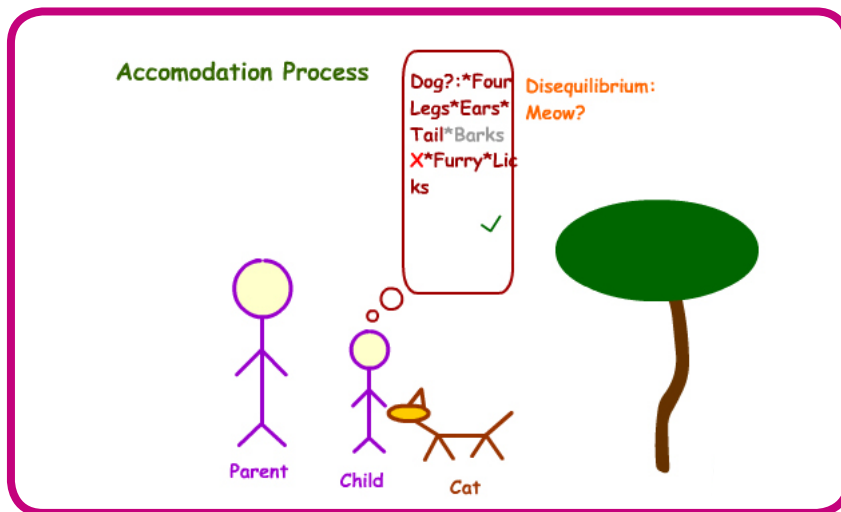 Accomodation Process
Dog?:*Four
Legs*Ears*
Tail*Barks
X*Furry*Lic
ks
Disequilibrium:
Meow?
Parent
Child
Cat